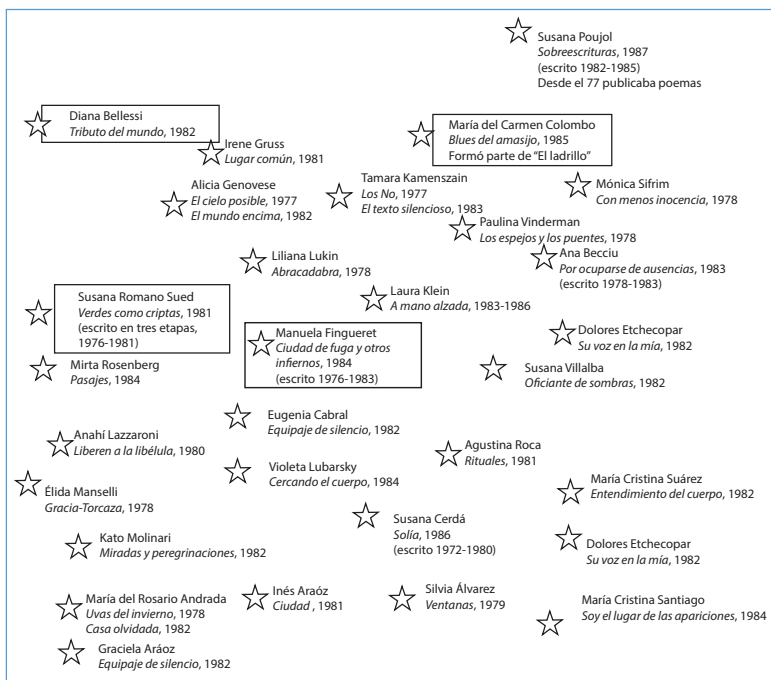 Susana Poujol
Sobreescrituras, 1987
(escrito 1982-1985)
Desde el 77 publicaba poemas
Diana Bellessi
Tributo del mundo, 1982
María del Carmen Colombo
Blues del amasijo, 1985
Formó parte de “El ladrillo”
Irene Gruss
Lugar común, 1981
Alicia Genovese
El cielo posible, 1977
El mundo encima, 1982
Tamara Kamenszain
Los No, 1977
El texto silencioso, 1983
Mónica Sifrim
Con menos inocencia, 1978
Paulina Vinderman
Los espejos y los puentes, 1978
Ana Becciu
Por ocuparse de ausencias, 1983
(escrito 1978-1983)
Liliana Lukin
Abracadabra, 1978
Laura Klein
A mano alzada, 1983-1986
Susana Romano Sued
Verdes como criptas, 1981
(escrito en tres etapas,
1976-1981)
Manuela Fingueret
Ciudad de fuga y otros
infiernos, 1984
(escrito 1976-1983)
Dolores Etchecopar
Su voz en la mía, 1982
Mirta Rosenberg
Pasajes, 1984
Susana Villalba
Oficiante de sombras, 1982
Eugenia Cabral
Equipaje de silencio, 1982
Anahí Lazzaroni
Liberen a la libélula, 1980
Agustina Roca
Rituales, 1981
Violeta Lubarsky
Cercando el cuerpo, 1984
María Cristina Suárez
Entendimiento del cuerpo, 1982
Élida Manselli
Gracia-Torcaza, 1978
Susana Cerdá
Solía, 1986
(escrito 1972-1980)
Kato Molinari
Miradas y peregrinaciones, 1982
Dolores Etchecopar
Su voz en la mía, 1982
María del Rosario Andrada
Uvas del invierno, 1978
Casa olvidada, 1982
Inés Araóz
Ciudad , 1981
Silvia Álvarez
Ventanas, 1979
María Cristina Santiago
Soy el lugar de las apariciones, 1984
Graciela Aráoz
Equipaje de silencio, 1982